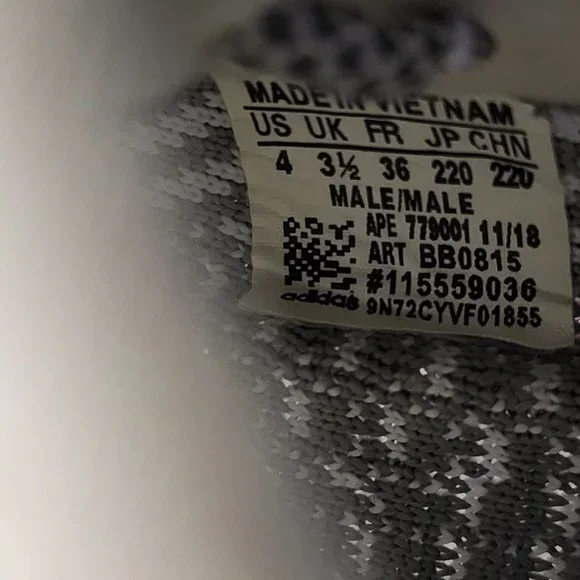 MADE IN VIETNAM
US UK FR JP CHN
4 3½ 36 220 220
MALE/MALE
APE 779001 11/18
ART BB0815
#115559036
adidas 9N72CYVF01855